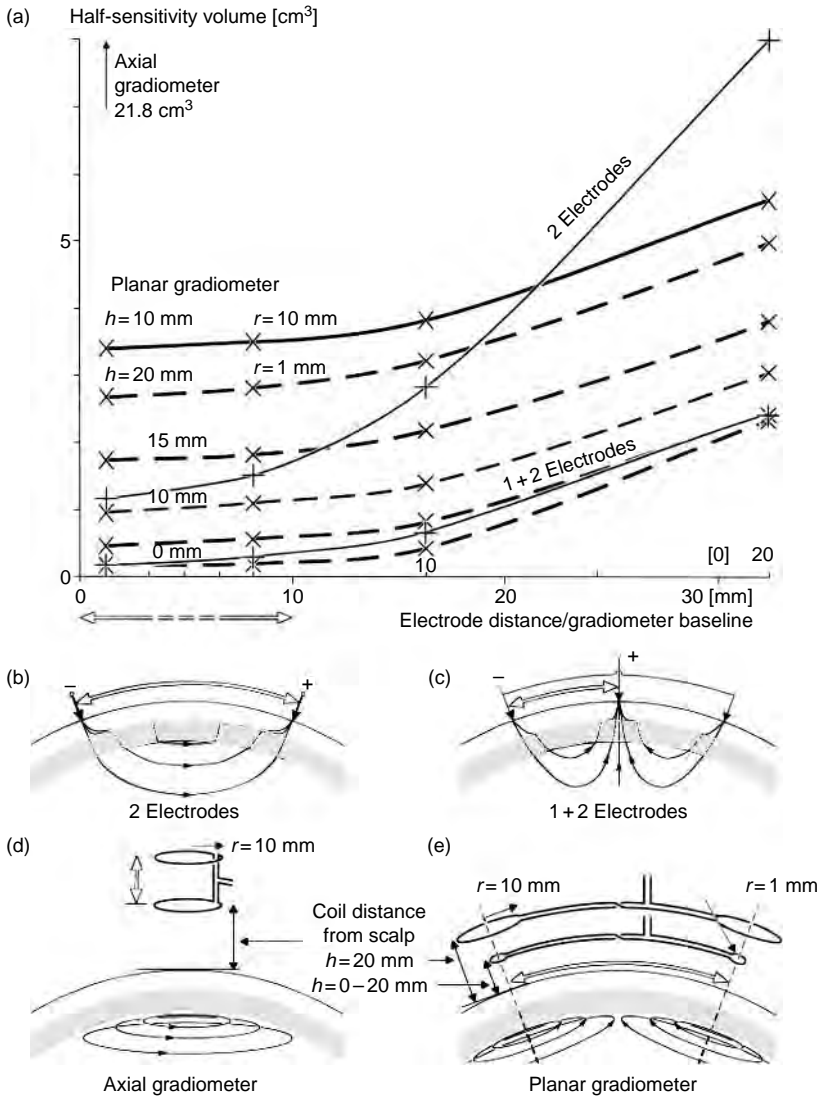 (a) Half-sensitivity volume [cm³]
Axial
gradiometer
21.8 cm³
2 Electrodes
5
Planar gradiometer
h = 10 mm r = 10 mm
h = 20 mm r = 1 mm
15 mm
1 + 2 Electrodes
10 mm
0 mm
10 [0] 20
0
0 10 20 30 [mm]
Electrode distance/gradiometer baseline
(b) − +
2 Electrodes
(c) − +
1 + 2 Electrodes
(d)
r = 10 mm
Coil distance
from scalp
h = 20 mm
h = 0 – 20 mm
Axial gradiometer
(e)
r = 10 mm r = 1 mm
Planar gradiometer